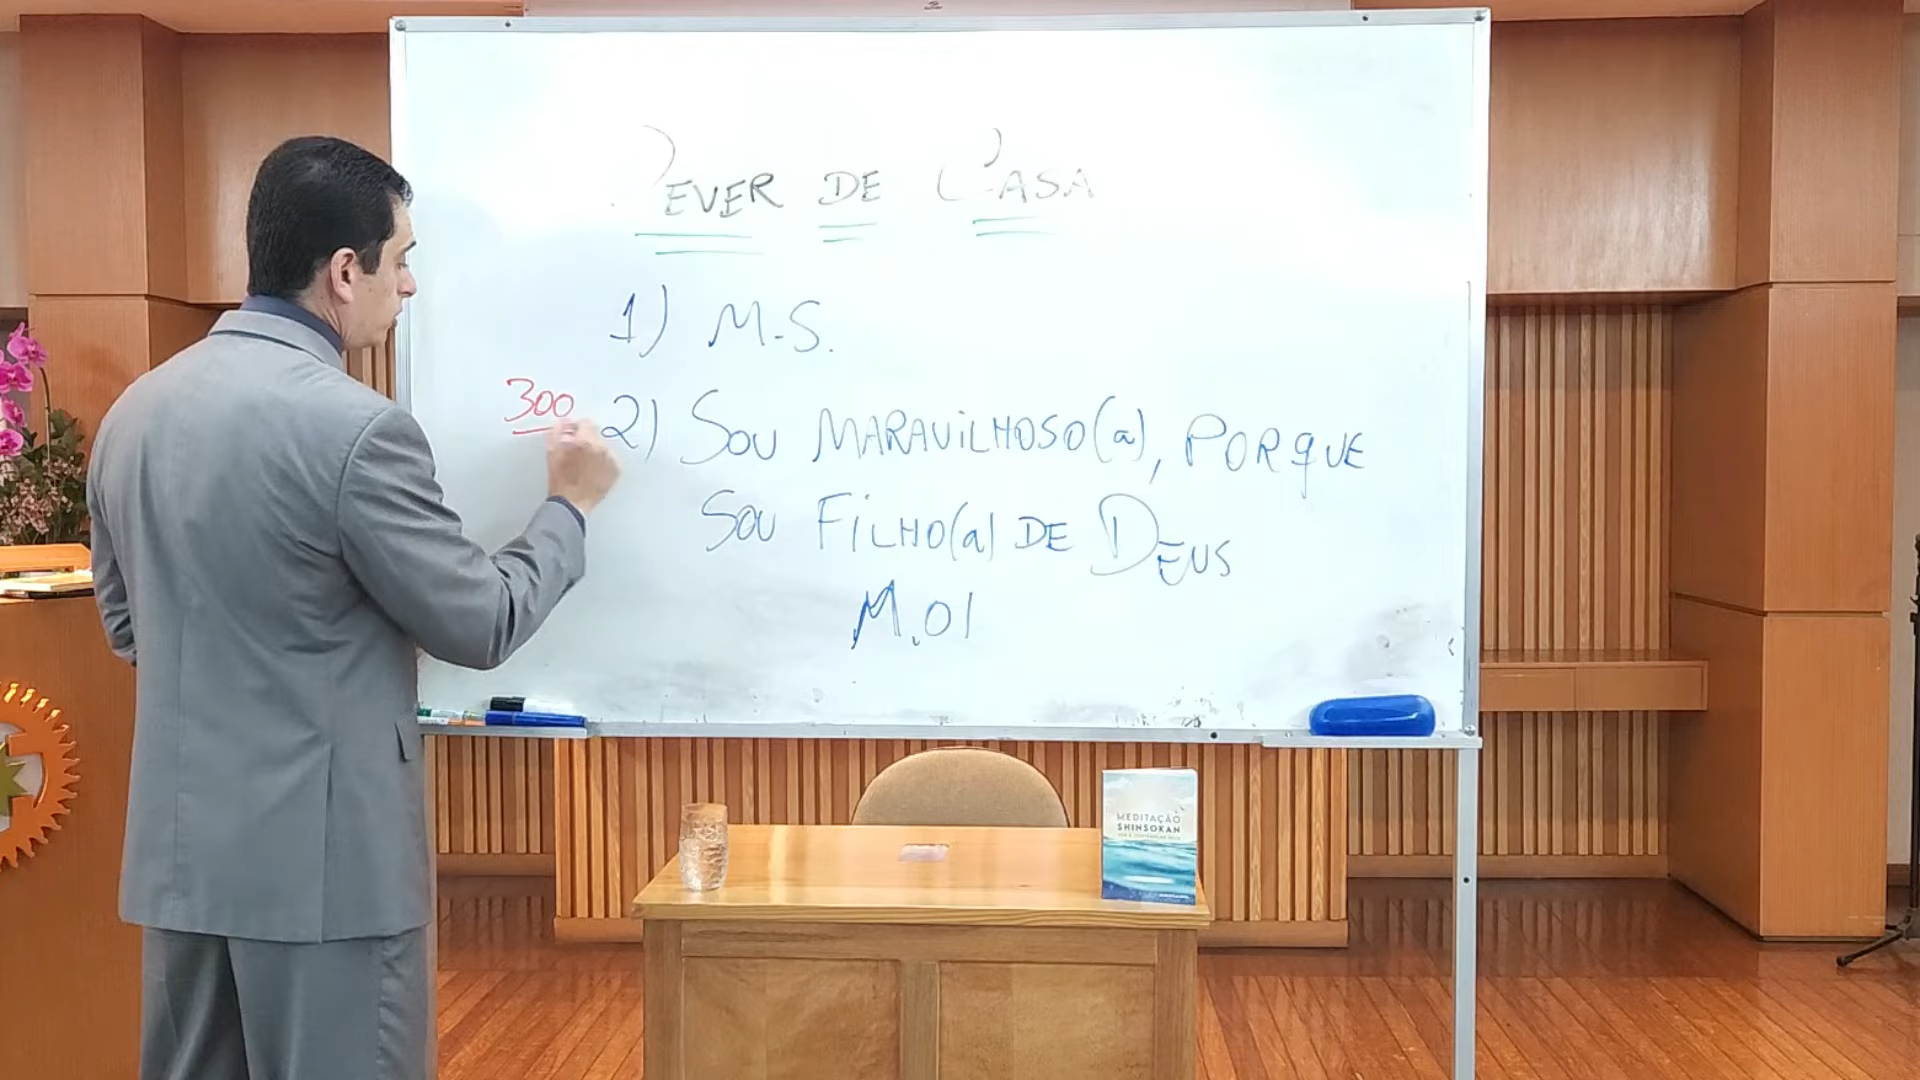 DEVER DE CASA
1) M.S.
300 2) SOU MARAViLHOSO(a), PORqUE
SOU FiLHO(a) DE DEUS
M.01
MEDITAÇÃO
SHINSOKAN